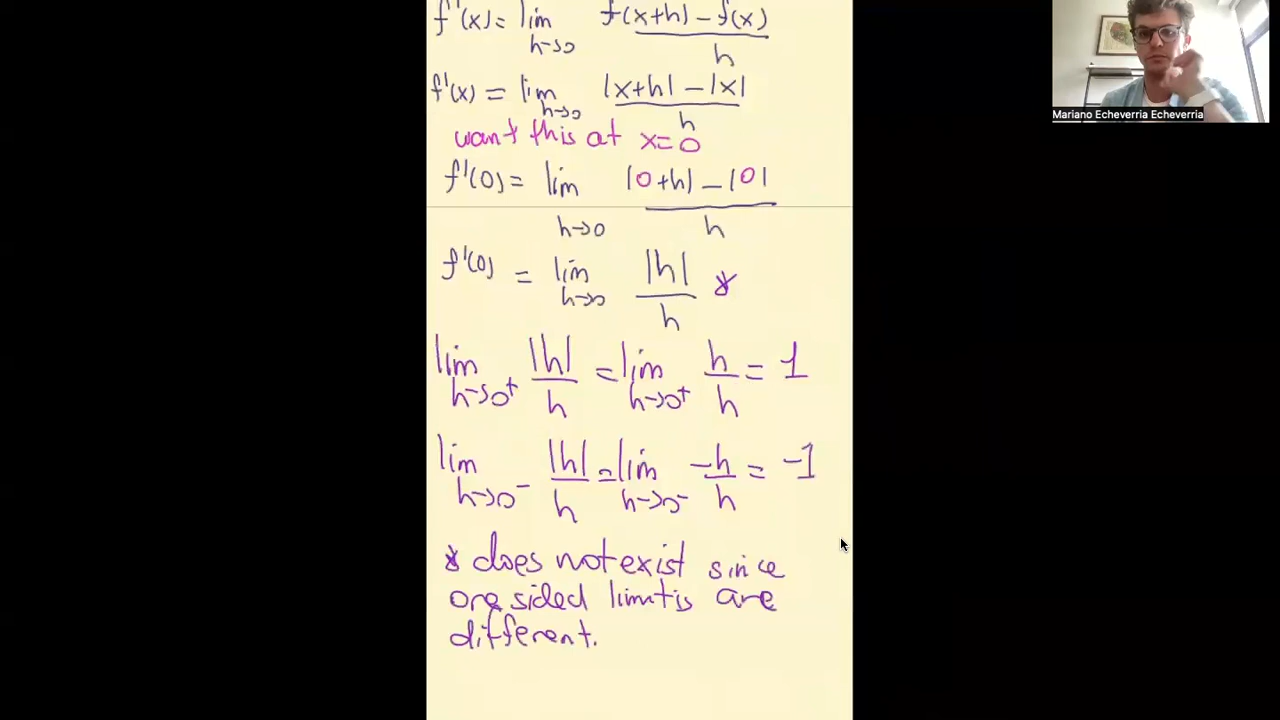 f'(x) = lim h→0 f(x+h) - f(x) / h
Mariano Echeverria Echeverria
f'(x) = lim h→0 |x+h| - |x| / h
want this at x=0
f'(0) = lim h→0 |0+h| - |0| / h
f'(0) = lim h→0 |h| / h *
lim h→0⁺ |h| / h = lim h→0⁺ h / h = 1
lim h→0⁻ |h| / h = lim h→0⁻ -h / h = -1
* does not exist since
one sided limtis are
different.